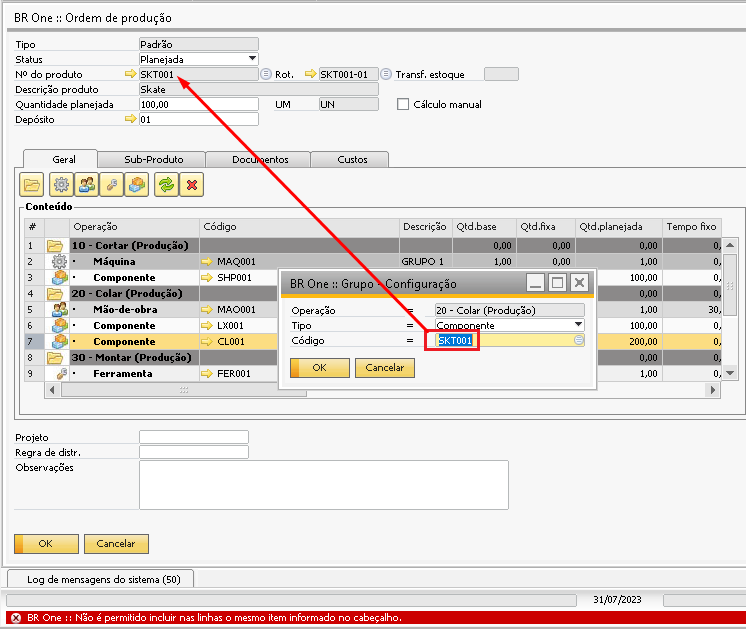 BR One :: Ordem de produção
Tipo Padrão
Status Planejada
Nº do produto SKT001 Rot. SKT001-01 Transf. estoque
Descrição produto Skate
Quantidade planejada 100,00 UM UN Cálculo manual
Depósito 01
Geral Sub-Produto Documentos Custos
Conteúdo
# Operação Código Descrição Qtd.base Qtd.fixa Qtd.planejada Tempo fixo
1 10 - Cortar (Produção) 0,00 0,00 0,00 0,
2 Máquina MAQ001 GRUPO 1 1,00 0,00 1,00 0,
3 Componente SHP001 100,00 0,
4 20 - Colar (Produção) 0,00 0,
5 Mão-de-obra MAO001 1,00 30,
6 Componente LX001 100,00 0,
7 Componente CL001 200,00 0,
8 30 - Montar (Produção) 0,00 0,
9 Ferramenta FER001 1,00 0,
BR One :: Grupo - Configuração
Operação = 20 - Colar (Produção)
Tipo = Componente
Código = SKT001
OK Cancelar
Projeto
Regra de distr.
Observações
OK Cancelar
Log de mensagens do sistema (50)
31/07/2023
BR One :: Não é permitido incluir nas linhas o mesmo item informado no cabeçalho.